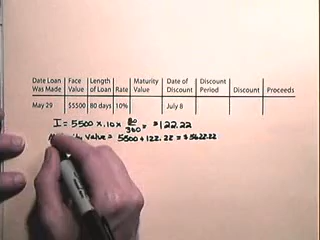 Date Loan Was Made | Face Value | Length of Loan | Rate | Maturity Value | Date of Discount | Discount Period | Discount | Proceeds
May 29 | $5500 | 80 days | 10% | July 8
I = 5500 x .10 x 80/360 = $122.22
Value = 5500 + 122.22 = $5622.22